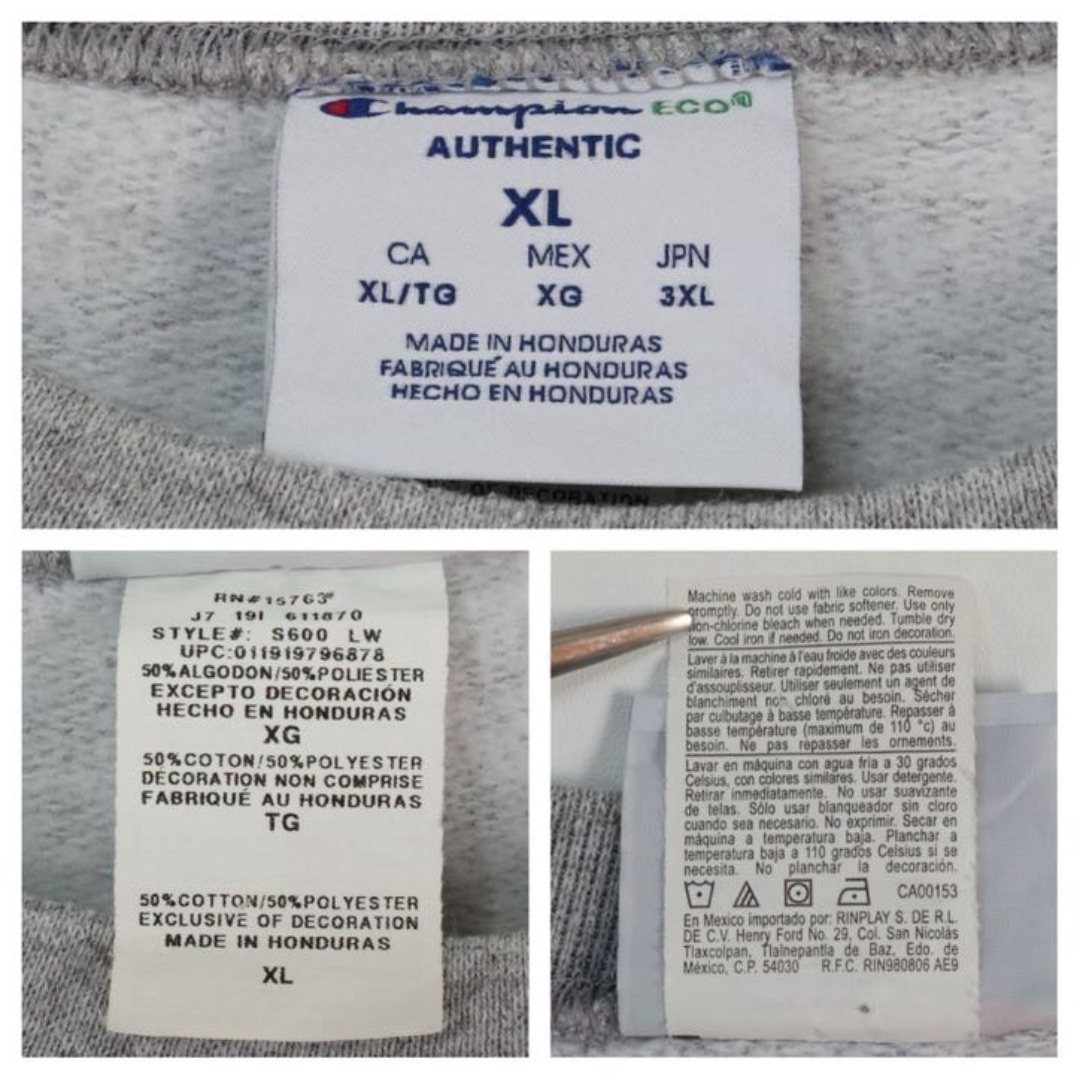 Champion ECO
AUTHENTIC
XL
CA MEX JPN
XL/TG XG 3XL
MADE IN HONDURAS
FABRIQUÉ AU HONDURAS
HECHO EN HONDURAS
OF DECORATION
RN#15763
J7 19I 611870
STYLE#: S600 LW
UPC:011919796878
50%ALGODON/50%POLIESTER
EXCEPTO DECORACIÓN
HECHO EN HONDURAS
XG
50%COTON/50%POLYESTER
DÉCORATION NON COMPRISE
FABRIQUÉ AU HONDURAS
TG
50%COTTON/50%POLYESTER
EXCLUSIVE OF DECORATION
MADE IN HONDURAS
XL
Machine wash cold with like colors. Remove
promptly. Do not use fabric softener. Use only
non-chlorine bleach when needed. Tumble dry
low. Cool iron if needed. Do not iron decoration.
Laver à la machine à l'eau froide avec des couleurs
similaires. Retirer rapidement. Ne pas utiliser
d'assouplisseur. Utiliser seulement un agent de
blanchiment non chloré au besoin. Sécher
par culbutage à basse température. Repasser à
basse température (maximum de 110 °c) au
besoin. Ne pas repasser les ornements.
Lavar en máquina con agua fria a 30 grados
Celsius, con colores similares. Usar detergente.
Retirar inmediatamente. No usar suavizante
de telas. Sólo usar blanqueador sin cloro
cuando sea necesario. No exprimir. Secar en
máquina a temperatura baja. Planchar a
temperatura baja a 110 grados Celsius si se
necesita. No planchar la decoración.
CA00153
En Mexico importado por: RINPLAY S. DE R.L.
DE C.V. Henry Ford No. 29, Col. San Nicolás
Tlaxcolpan, Tlalnepantla de Baz, Edo. de
México, C.P. 54030 R.F.C. RIN980806 AE9